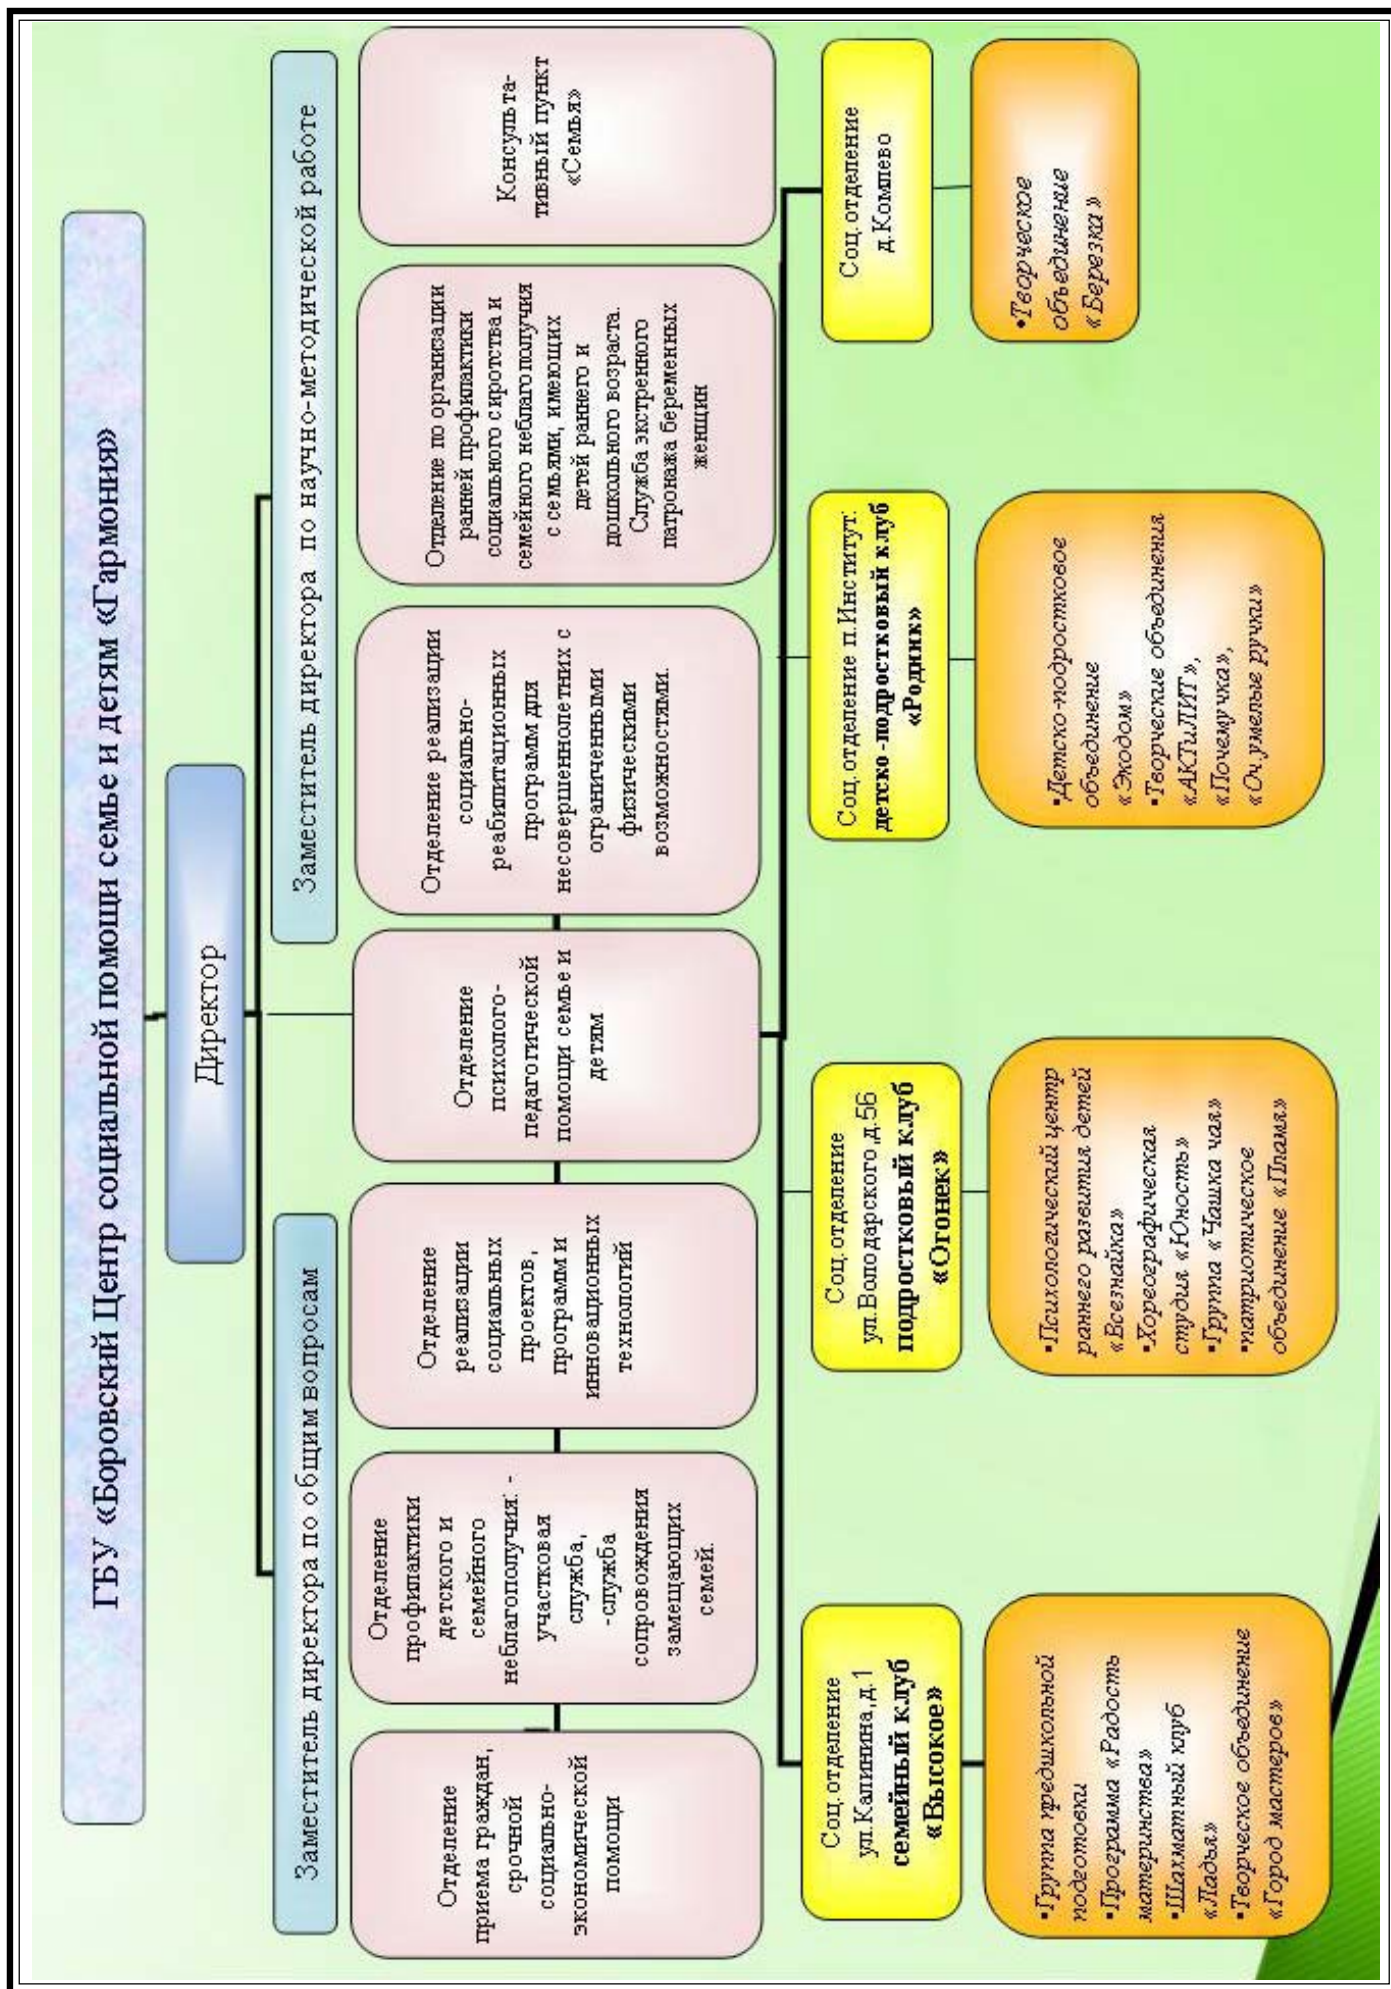 ГБУ «Боровский Центр социальной помощи семье и детям «Гармония»
Директор
Заместитель директора по общим вопросам
Заместитель директора по научно-методической работе
Отделение
приема граждан,
срочной
социально-
экономической
помощи
Отделение
профилактики
детского и
семейного
неблагополучия: -
участковая
служба,
-служба
сопровождения
замещающих
семей.
Отделение
реализации
социальных
проектов,
программ и
инновационных
технологий
Отделение
психолого-
педагогической
помощи семье и
детям
Отделение реализации
социально-
реабилитационных
программ для
несовершеннолетних с
ограниченными
физическими
возможностями.
Отделение по организации
ранней профилактики
социального сиротства и
семейного неблагополучия
с семьями, имеющих
детей раннего и
дошкольного возраста.
Служба экстренного
патронажа беременных
женщин
Консульта-
тивный пункт
«Семья»
Соц.отделение
ул.Калинина,д.1
семейный клуб
«Высокое»
Соц.отделение
ул.Володарского,д.56
подростковый клуб
«Огонек»
Соц.отделение п.Институт:
детско-подростковый клуб
«Родник»
Соц.отделение
д.Комлево
•Группа предшкольной
подготовки
•Программа «Радость
материнства»
•Шахматный клуб
«Ладья»
•Творческое объединение
«Город мастеров»
•Психологический центр
раннего развития детей
«Всезнайка»
•Хореографическая
студия «Юность»
•Группа «Чашка чая»
•патриотическое
объединение «Пламя»
•Детско-подростковое
объединение
«Экодом»
•Творческие объединения
«АКТиЛИТ»,
«Почемучка»,
«Оч.умелые ручки»
•Творческое
объединение
«Березка»